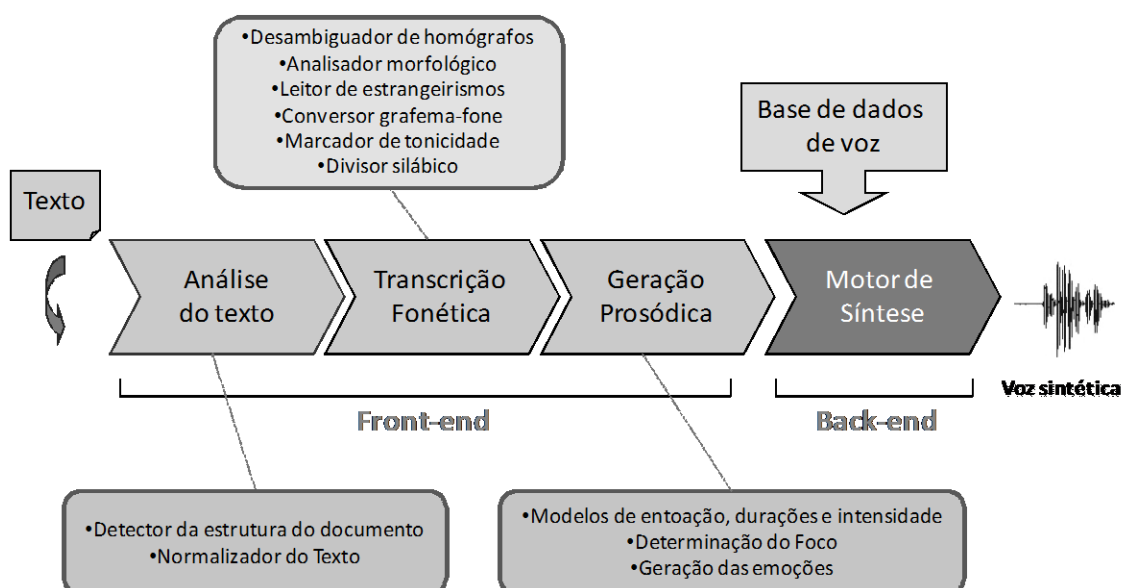 •Desambiguador de homógrafos
•Analisador morfológico
•Leitor de estrangeirismos
•Conversor grafema-fone
•Marcador de tonicidade
•Divisor silábico
Base de dados
de voz
Texto
Análise
do texto
Transcrição
Fonética
Geração
Prosódica
Motor de
Síntese
Voz sintética
Front-end
Back-end
•Detector da estrutura do documento
•Normalizador do Texto
•Modelos de entoação, durações e intensidade
•Determinação do Foco
•Geração das emoções